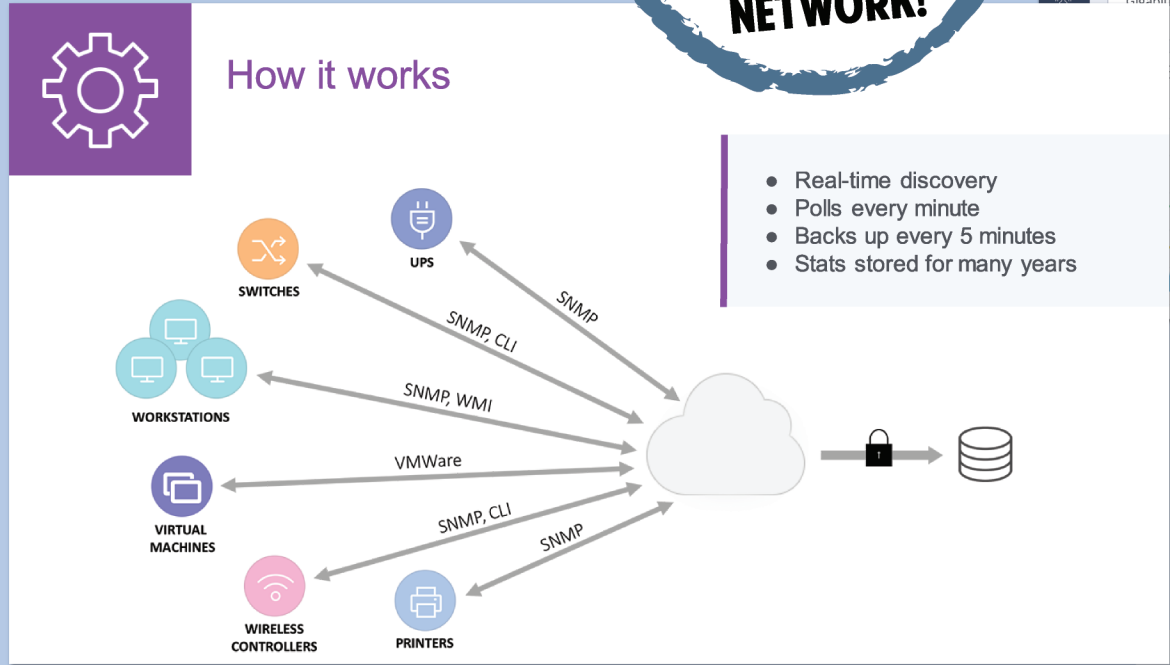 NETWORK!
How it works
● Real-time discovery
● Polls every minute
● Backs up every 5 minutes
● Stats stored for many years
UPS
SWITCHES
SNMP
SNMP, CLI
SNMP, WMI
WORKSTATIONS
VMWare
SNMP, CLI
VIRTUAL
MACHINES
SNMP
WIRELESS
CONTROLLERS
PRINTERS